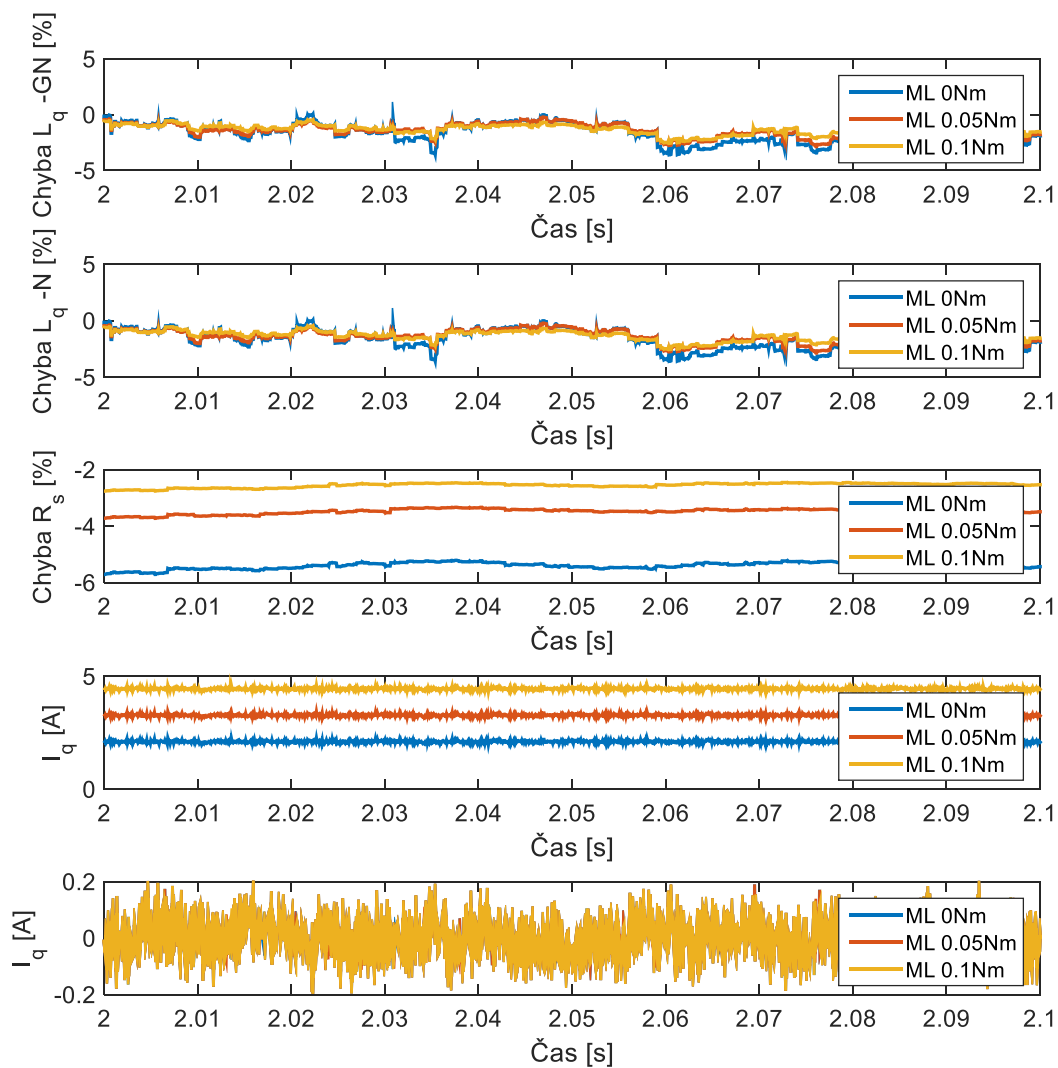 Chyba L_q -GN [%]
5
0
-5
ML 0Nm
ML 0.05Nm
ML 0.1Nm
2 2.01 2.02 2.03 2.04 2.05 2.06 2.07 2.08 2.09 2.1
Čas [s]
Chyba L_q -N [%]
5
0
-5
ML 0Nm
ML 0.05Nm
ML 0.1Nm
2 2.01 2.02 2.03 2.04 2.05 2.06 2.07 2.08 2.09 2.1
Čas [s]
Chyba R_s [%]
-2
-4
-6
ML 0Nm
ML 0.05Nm
ML 0.1Nm
2 2.01 2.02 2.03 2.04 2.05 2.06 2.07 2.08 2.09 2.1
Čas [s]
I_q [A]
5
0
ML 0Nm
ML 0.05Nm
ML 0.1Nm
2 2.01 2.02 2.03 2.04 2.05 2.06 2.07 2.08 2.09 2.1
Čas [s]
I_q [A]
0.2
0
-0.2
ML 0Nm
ML 0.05Nm
ML 0.1Nm
2 2.01 2.02 2.03 2.04 2.05 2.06 2.07 2.08 2.09 2.1
Čas [s]